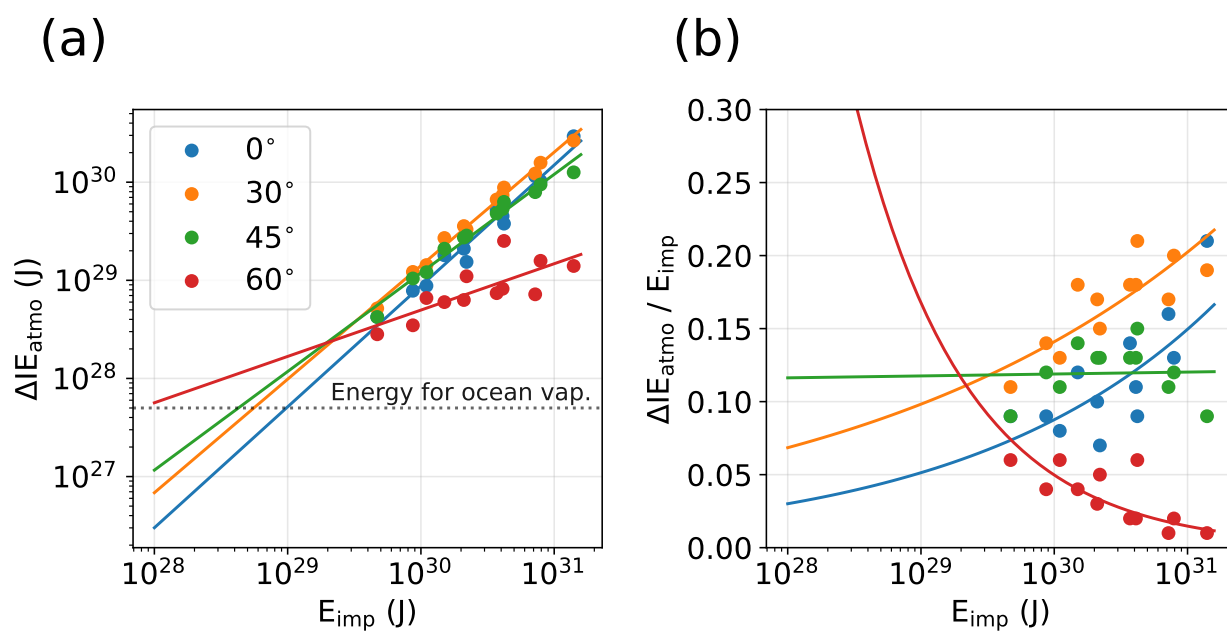 (a)
ΔIE_atmo (J)
10^30
10^29
10^28
10^27
0°
30°
45°
60°
Energy for ocean vap.
10^28 10^29 10^30 10^31
E_imp (J)
(b)
ΔIE_atmo / E_imp
0.30
0.25
0.20
0.15
0.10
0.05
0.00
10^28 10^29 10^30 10^31
E_imp (J)